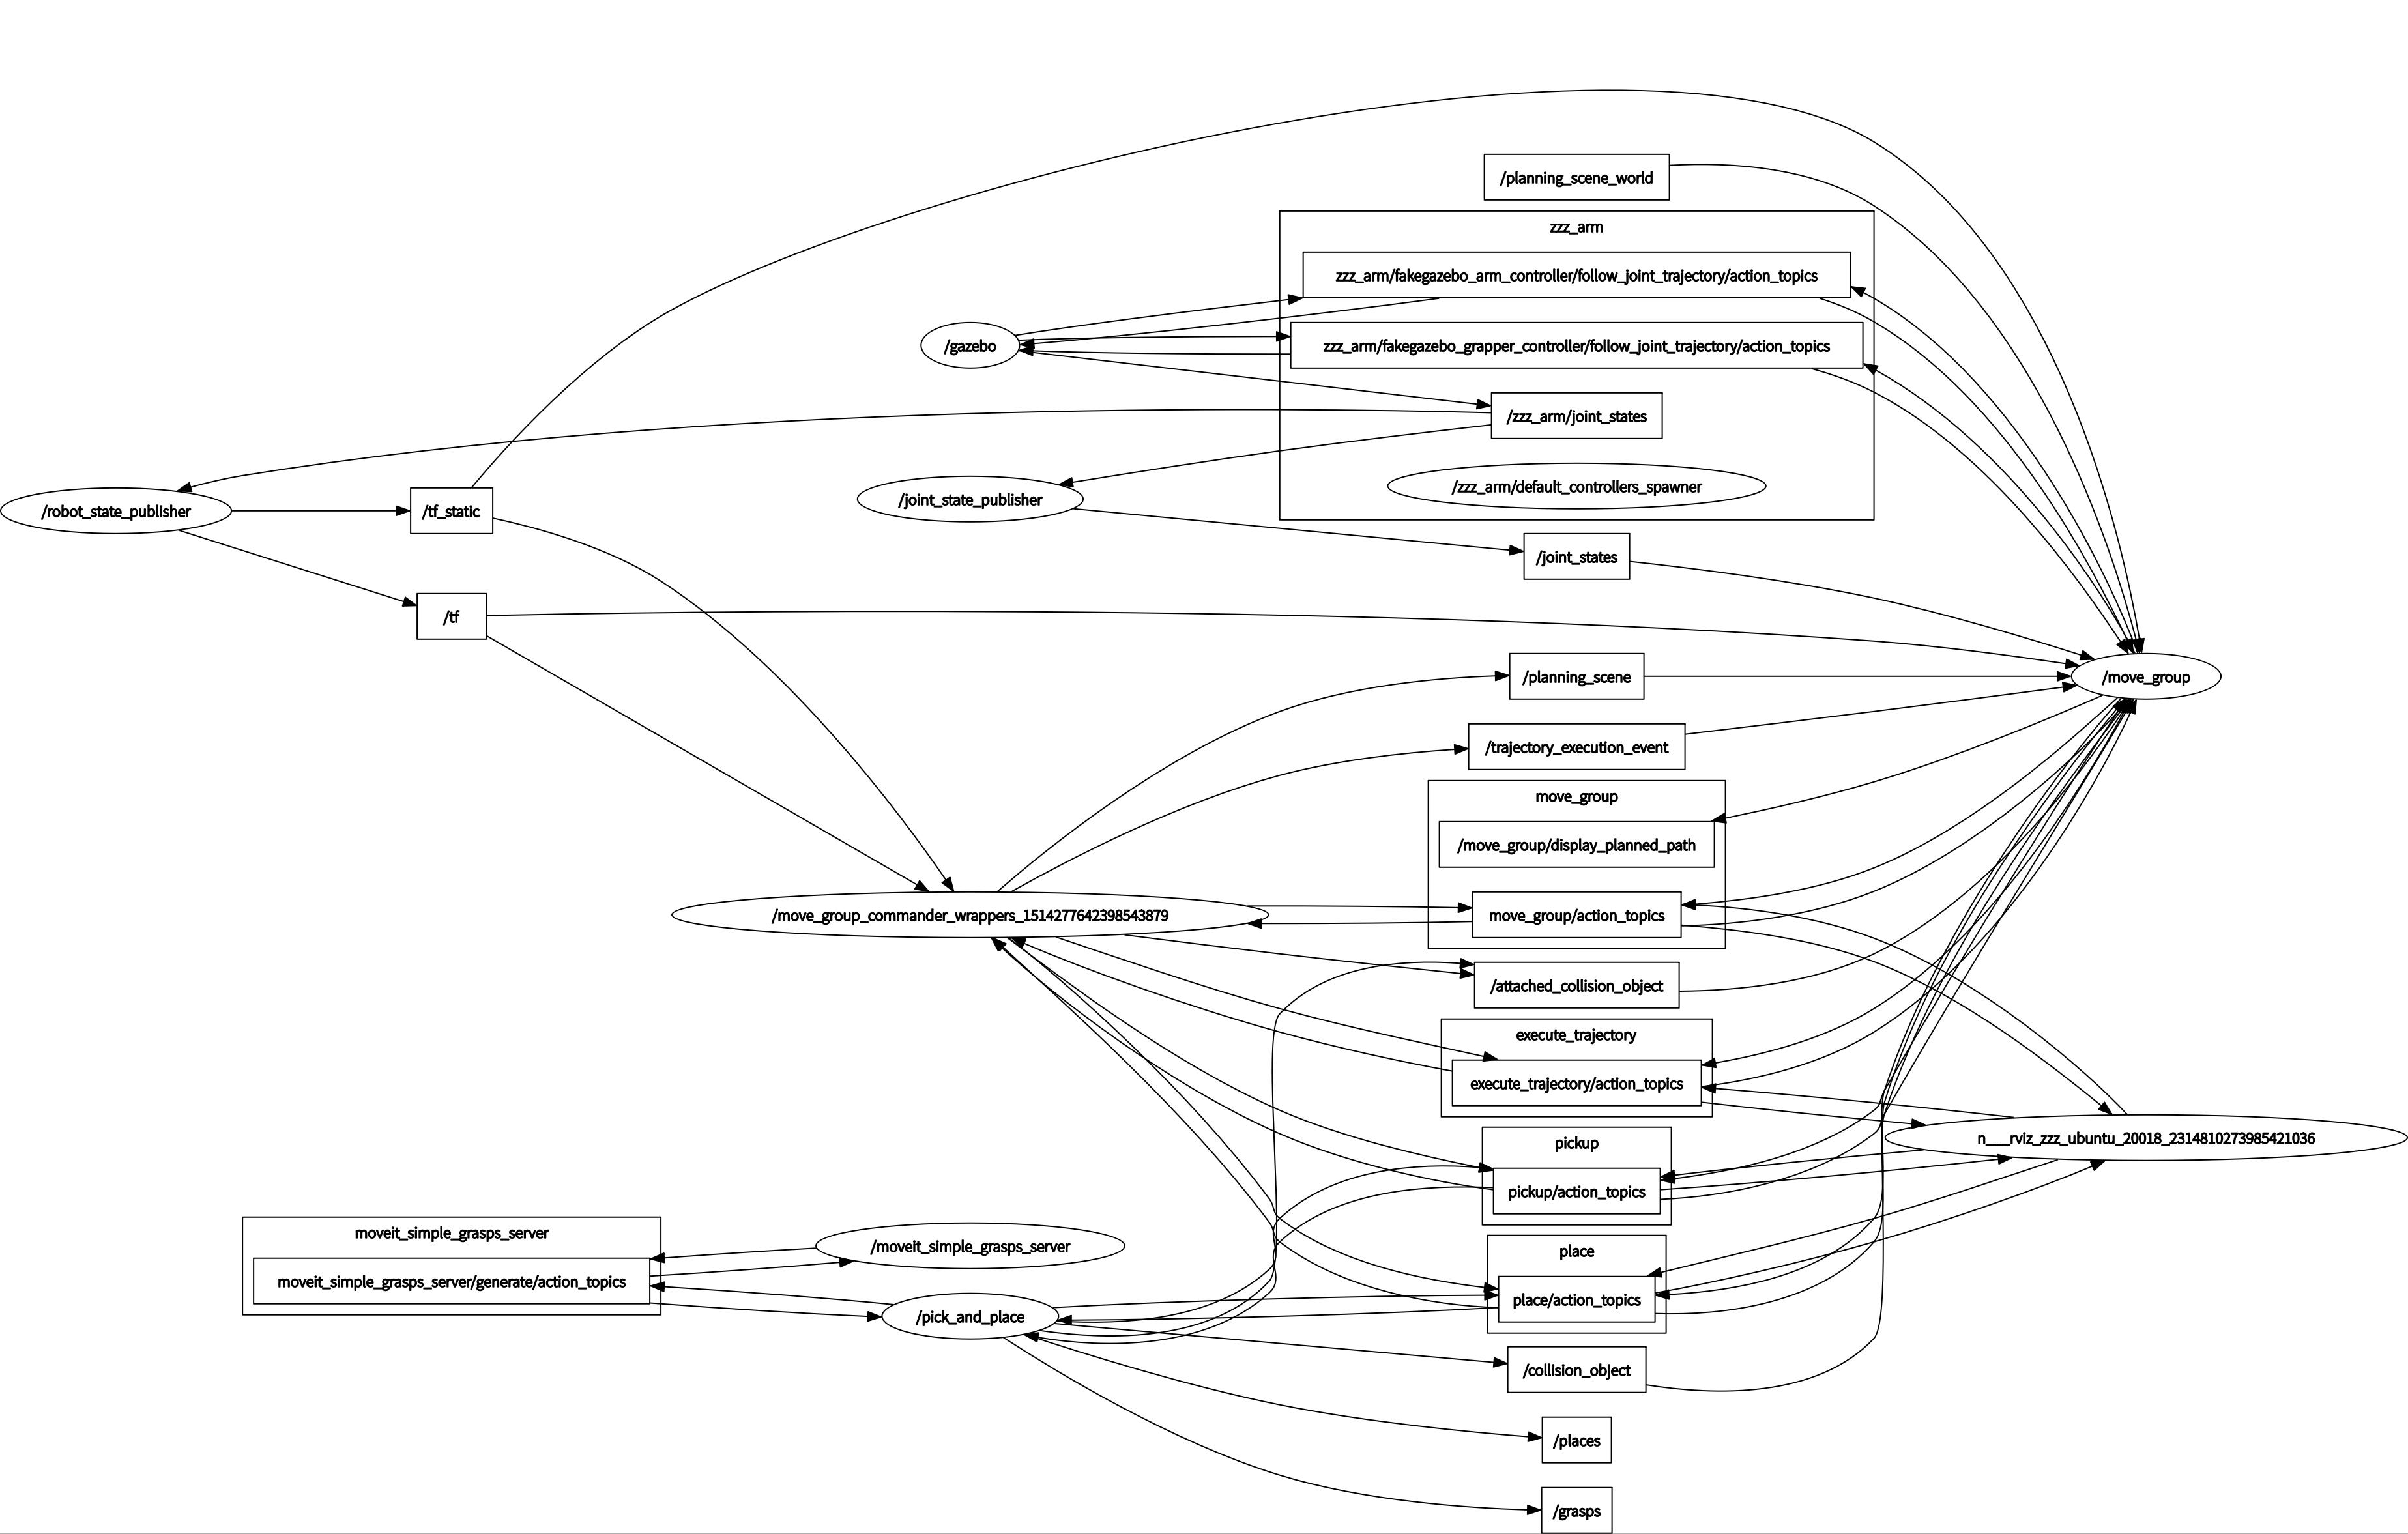 /planning_scene_world
zzz_arm
zzz_arm/fakegazebo_arm_controller/follow_joint_trajectory/action_topics
/gazebo
zzz_arm/fakegazebo_grapper_controller/follow_joint_trajectory/action_topics
/zzz_arm/joint_states
/zzz_arm/default_controllers_spawner
/joint_state_publisher
/robot_state_publisher
/tf_static
/joint_states
/tf
/planning_scene
/move_group
/trajectory_execution_event
move_group
/move_group/display_planned_path
/move_group_commander_wrappers_1514277642398543879
move_group/action_topics
/attached_collision_object
execute_trajectory
execute_trajectory/action_topics
n___rviz_zzz_ubuntu_20018_2314810273985421036
pickup
pickup/action_topics
moveit_simple_grasps_server
/moveit_simple_grasps_server
moveit_simple_grasps_server/generate/action_topics
place
place/action_topics
/pick_and_place
/collision_object
/places
/grasps